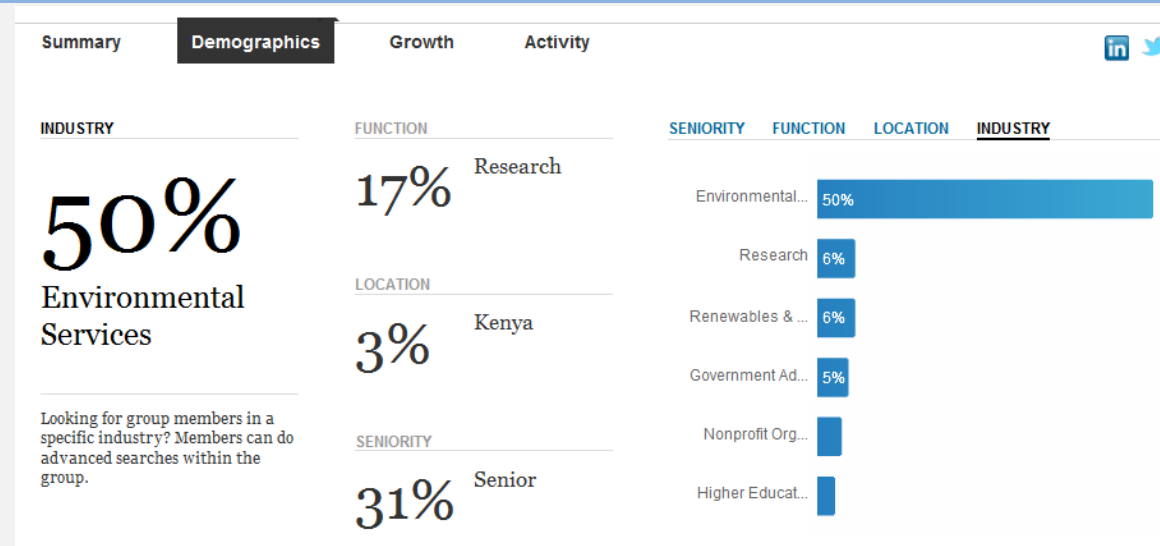 Summary
Demographics
Growth
Activity
in
INDUSTRY
50%
Environmental
Services
Looking for group members in a
specific industry? Members can do
advanced searches within the
group.
FUNCTION
17%
Research
LOCATION
3%
Kenya
SENIORITY
31%
Senior
SENIORITY
FUNCTION
LOCATION
INDUSTRY
Environmental... 50%
Research 6%
Renewables & ... 6%
Government Ad... 5%
Nonprofit Org...
Higher Educat...